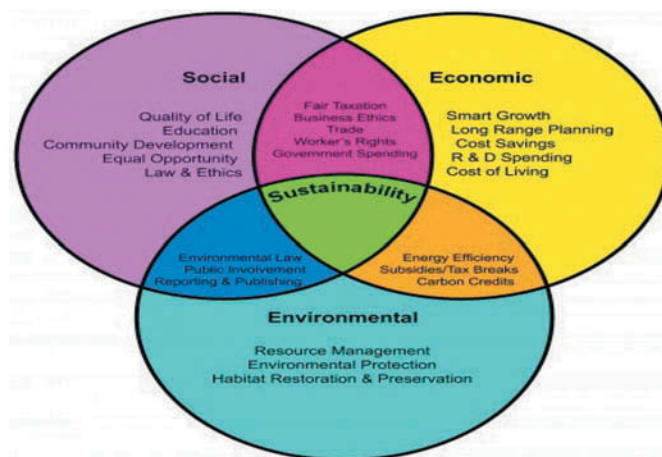 Social
Quality of Life
Education
Community Development
Equal Opportunity
Law & Ethics
Fair Taxation
Business Ethics
Trade
Worker's Rights
Government Spending
Economic
Smart Growth
Long Range Planning
Cost Savings
R & D Spending
Cost of Living
Sustainability
Environmental Law
Public Involvement
Reporting & Publishing
Energy Efficiency
Subsidies/Tax Breaks
Carbon Credits
Environmental
Resource Management
Environmental Protection
Habitat Restoration & Preservation